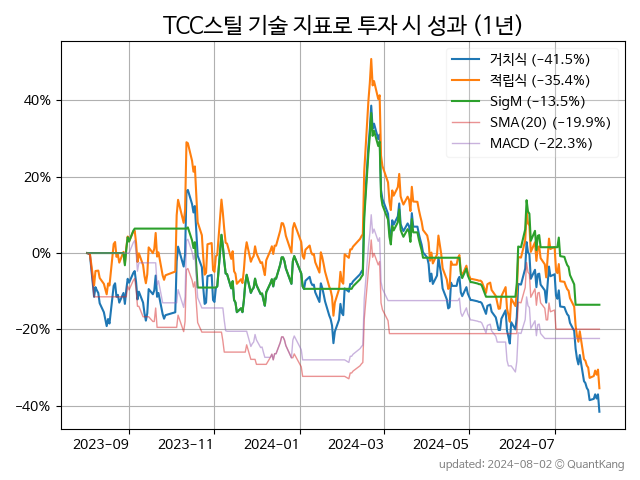 TCC스틸 기술 지표로 투자 시 성과 (1년)
거치식 (−41.5%)
적립식 (−35.4%)
SigM (−13.5%)
SMA(20) (−19.9%)
MACD (−22.3%)
40%
20%
0%
−20%
−40%
2023-09 2023-11 2024-01 2024-03 2024-05 2024-07
updated: 2024-08-02 ⓒ QuantKang